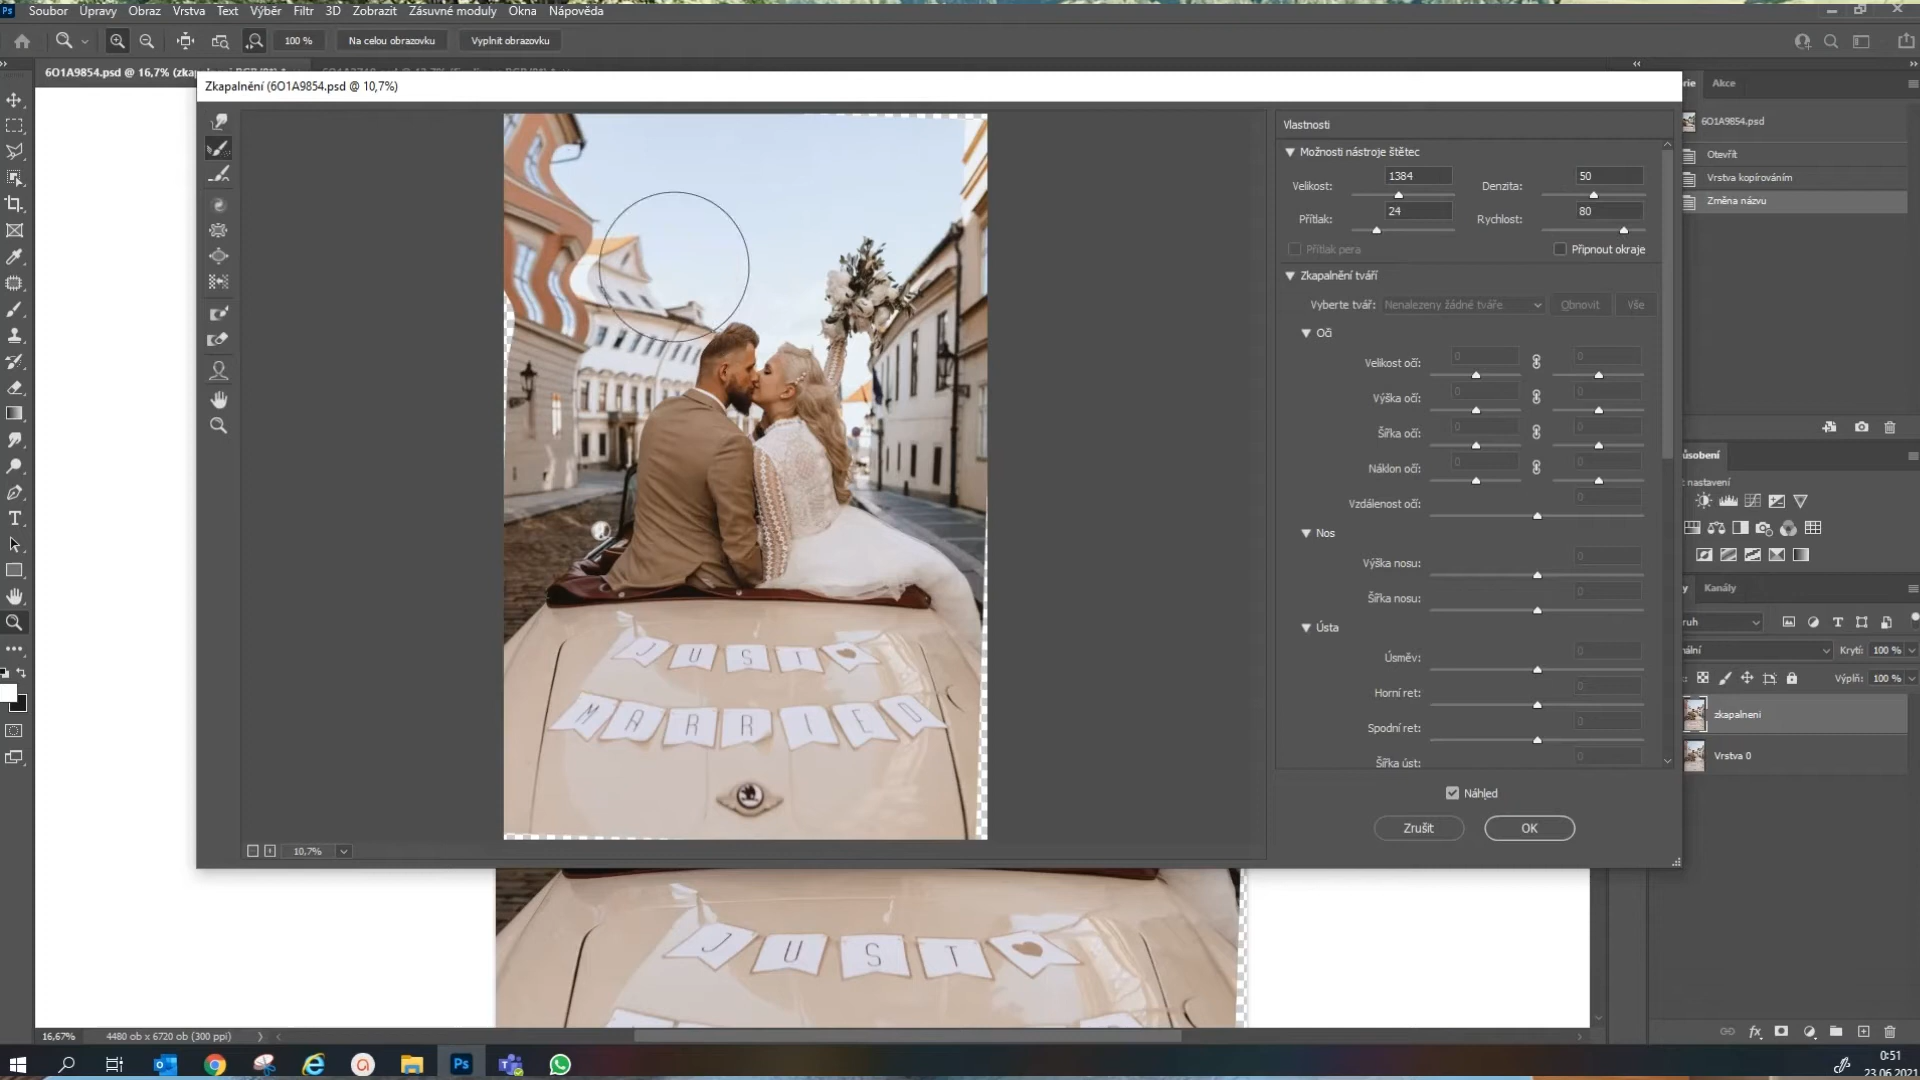 Soubor Úpravy Obraz Vrstva Text Výběr Filtr 3D Zobrazit Zásuvné moduly Okna Nápověda
100 % Na celou obrazovku Vyplnit obrazovku
6O1A9854.psd @ 16,7%
Zkapalnění (6O1A9854.psd @ 10,7%)
Akce
6O1A9854.psd
Otevřít
Vrstva kopírováním
Změna názvu
Vlastnosti
Možnosti nástroje štětec
Velikost: 1384 Denzita: 50
Přítlak: 24 Rychlost: 80
Přítlak pera Připnout okraje
Zkapalnění tváří
Vyberte tvář: Nenalezeny žádné tváře Obnovit Vše
Oči
Velikost očí: 0 0
Výška očí: 0 0
Šířka očí: 0 0
Náklon očí: 0 0
Vzdálenost očí: 0
Nos
Výška nosu: 0
Šířka nosu: 0
Ústa
Úsměv: 0
Horní ret: 0
Spodní ret: 0
Šířka úst: 0
Náhled
Zrušit OK
nastavení
Kanály
Krytí: 100 %
Výplň: 100 %
zkapalneni
Vrstva 0
JUST
MARRIED
10,7%
JUST
16,67% 4480 ob x 6720 ob (300 ppi)
0:51
23.06.2021